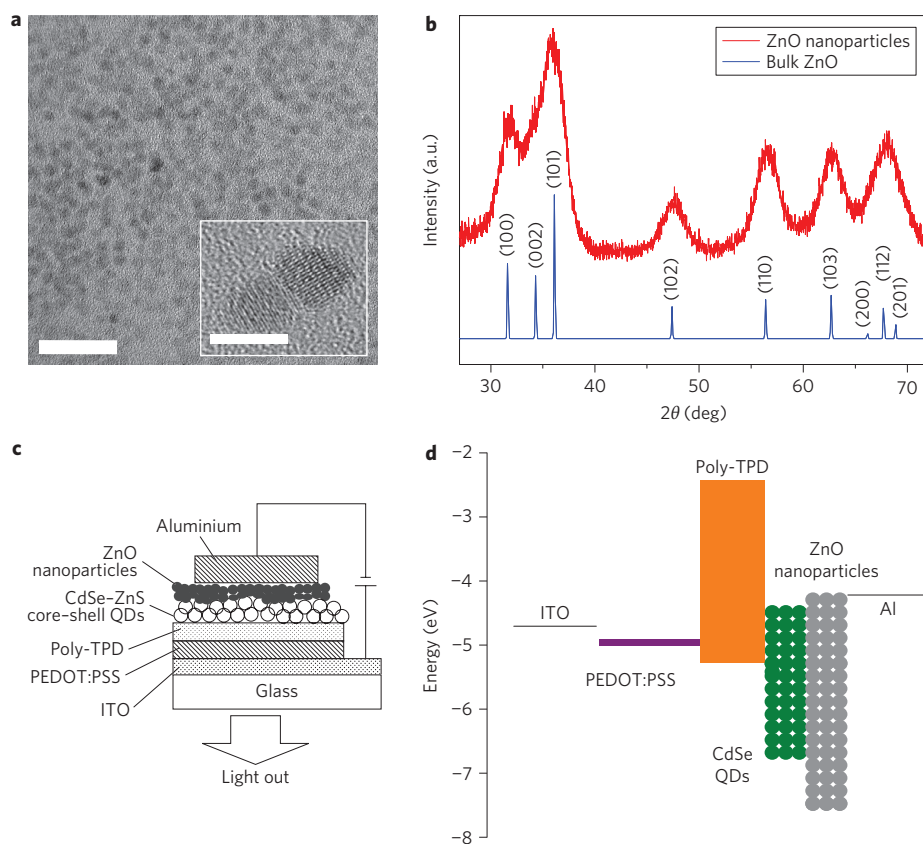 a
b
ZnO nanoparticles
Bulk ZnO
Intensity (a.u.)
(100)
(002)
(101)
(102)
(110)
(103)
(200)
(112)
(201)
30
40
50
60
70
2θ (deg)
c
Aluminium
ZnO
nanoparticles
CdSe–ZnS
core–shell QDs
Poly-TPD
PEDOT:PSS
ITO
Glass
Light out
d
Energy (eV)
−2
−3
−4
−5
−6
−7
−8
ITO
PEDOT:PSS
Poly-TPD
CdSe
QDs
ZnO
nanoparticles
Al